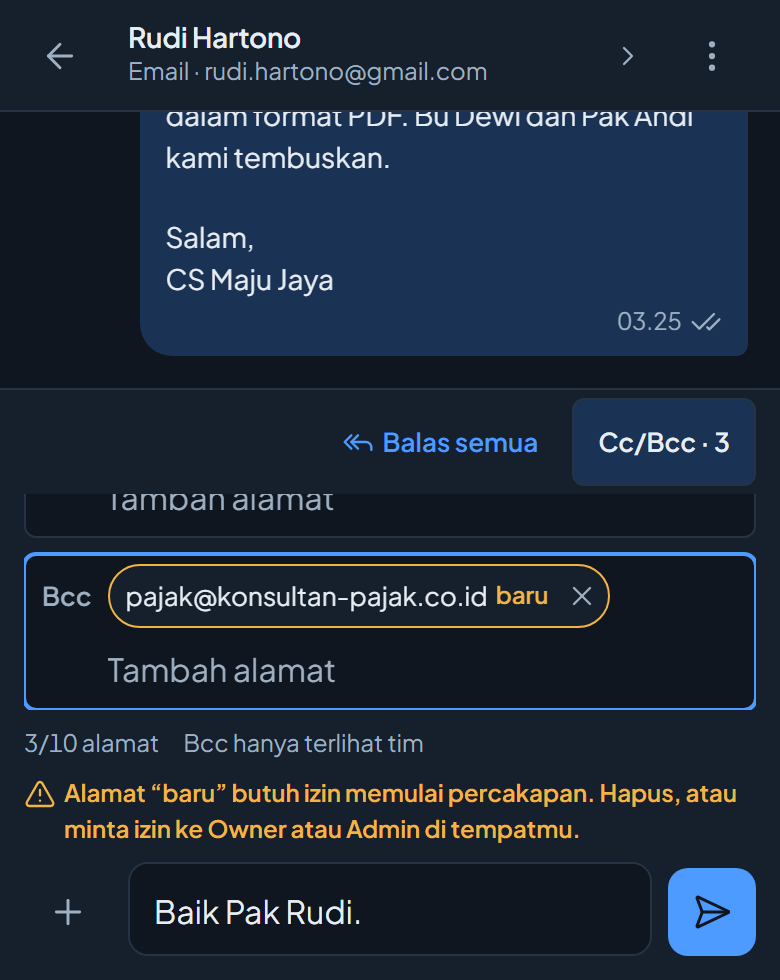 Rudi Hartono
Email · rudi.hartono@gmail.com
dalam format PDF. Bu Dewi dan Pak Andi
kami tembuskan.
Salam,
CS Maju Jaya
03.25
Balas semua
Cc/Bcc · 3
Tambah alamat
Bcc pajak@konsultan-pajak.co.id baru
Tambah alamat
3/10 alamat Bcc hanya terlihat tim
Alamat “baru” butuh izin memulai percakapan. Hapus, atau
minta izin ke Owner atau Admin di tempatmu.
Baik Pak Rudi.